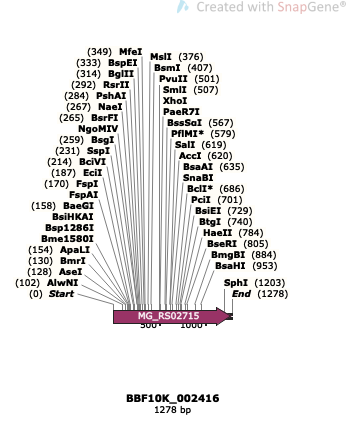 Created with SnapGene®
(349) MfeI
(333) BspEI
(314) BglII
(292) RsrII
(284) PshAI
(267) NaeI
(265) BsrFI
NgoMIV
(259) BsgI
(231) SspI
(214) BciVI
(187) EciI
(170) FspI
FspAI
(158) BaeGI
BsiHKAI
Bsp1286I
Bme1580I
(154) ApaLI
(130) BmrI
(128) AseI
(102) AlwNI
(0) Start
MslI (376)
BsmI (407)
PvuII (501)
SmlI (507)
XhoI
PaeR7I
BssSαI (567)
PflMI* (579)
SalI (619)
AccI (620)
BsaAI (635)
SnaBI
BclI* (686)
PciI (701)
BsiEI (729)
BtgI (740)
HaeII (784)
BseRI (805)
BmgBI (884)
BsaHI (953)
SphI (1203)
End (1278)
MG_RS02715
500 1000
BBF10K_002416
1278 bp